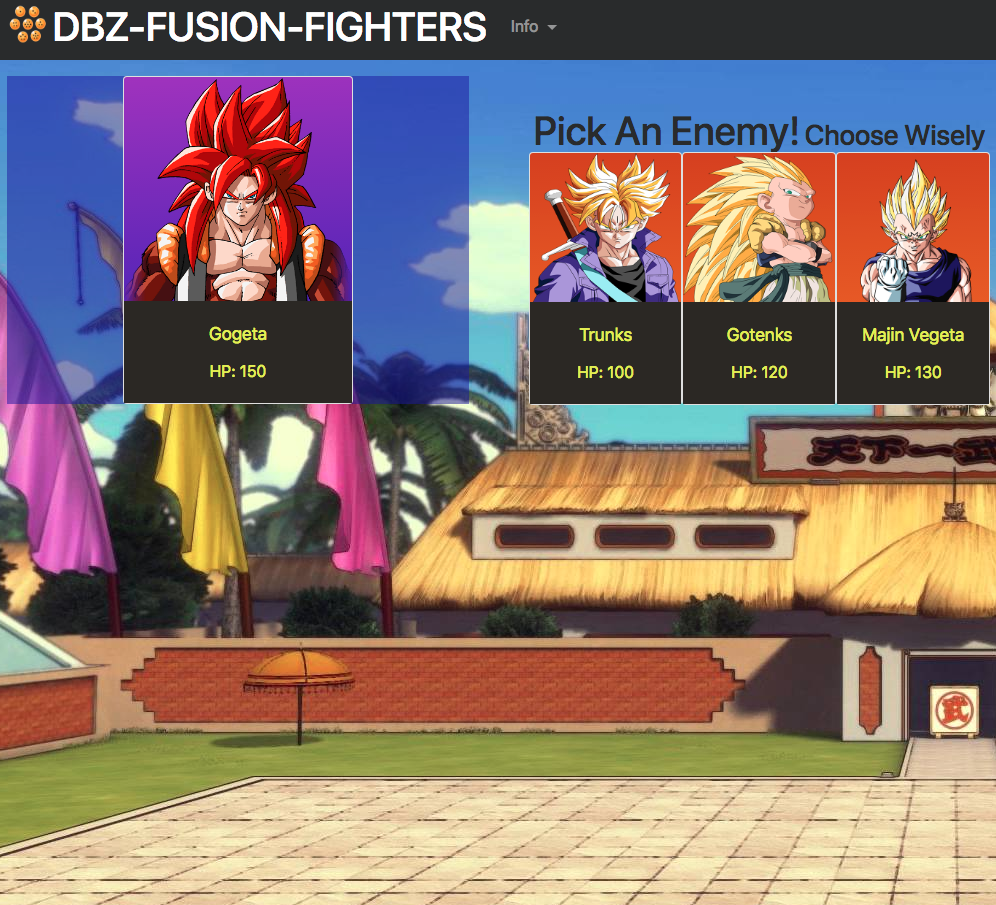 DBZ-FUSION-FIGHTERS
Info
Pick An Enemy! Choose Wisely
Gogeta
HP: 150
Trunks
HP: 100
Gotenks
HP: 120
Majin Vegeta
HP: 130
天下一武
武